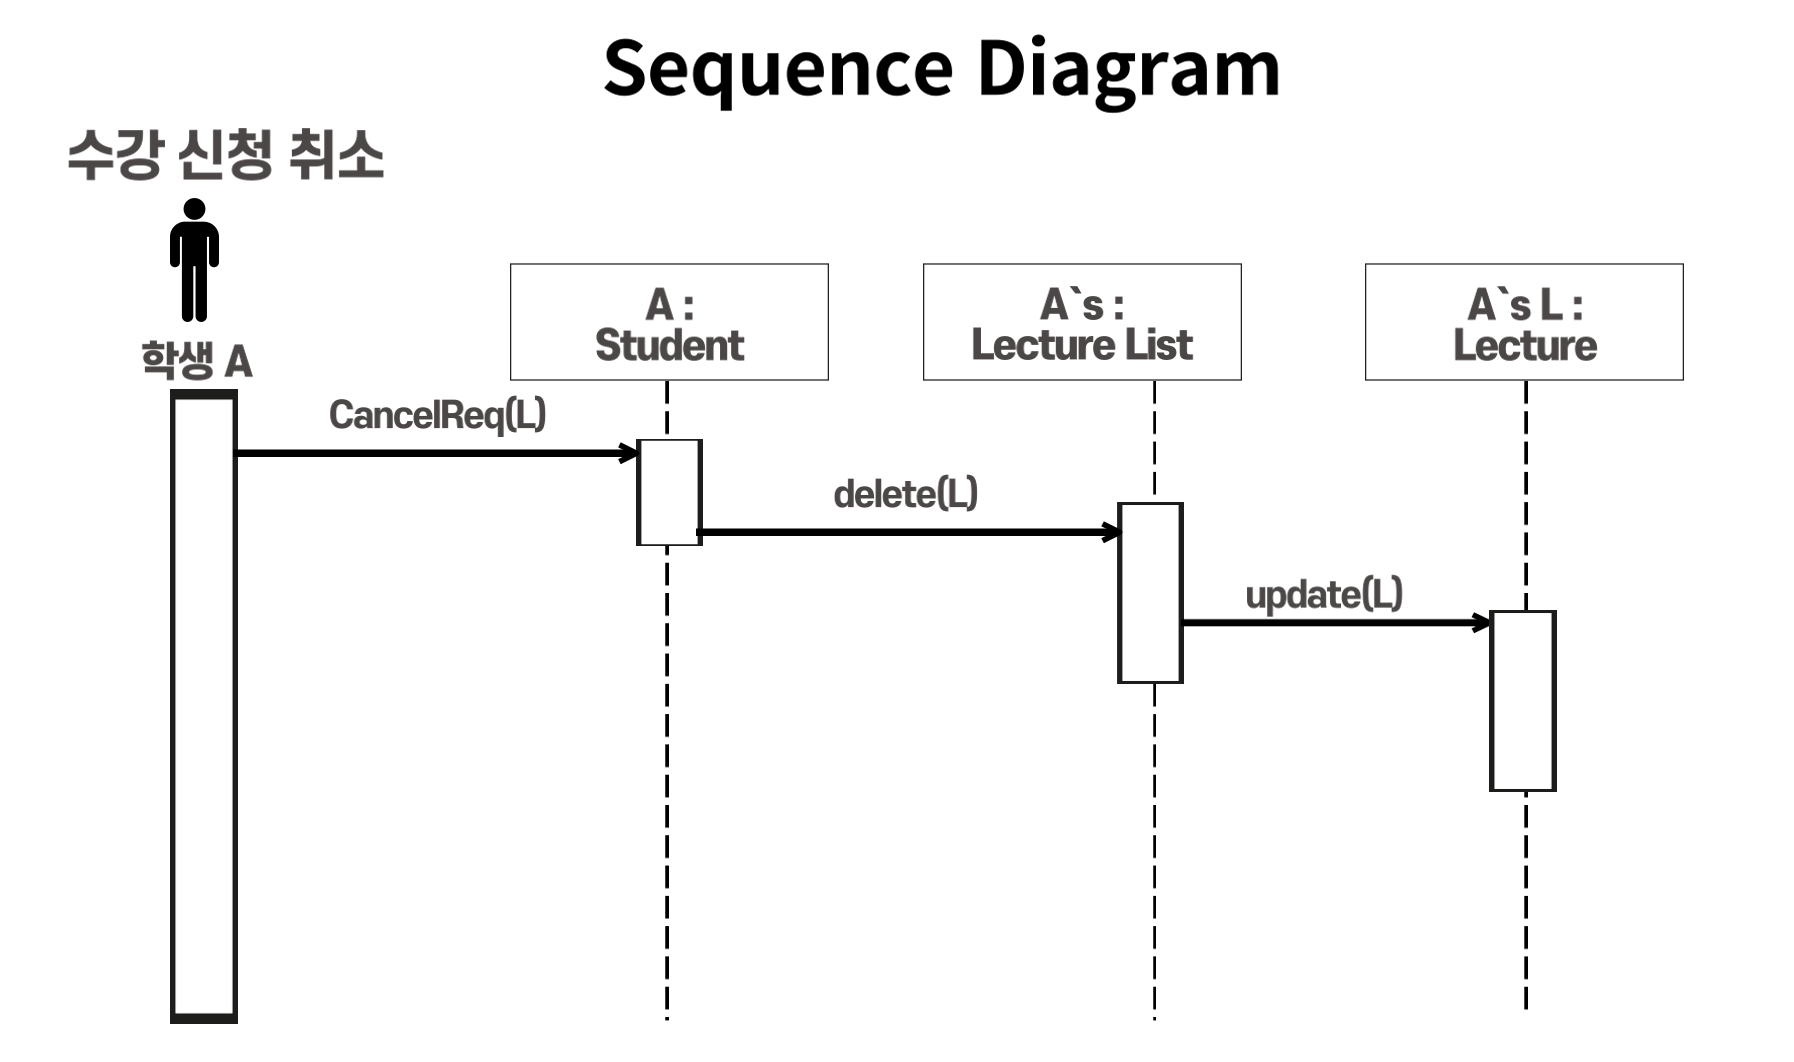 Sequence Diagram
수강 신청 취소
학생 A
A :
Student
A`s :
Lecture List
A`s L :
Lecture
CancelReq(L)
delete(L)
update(L)